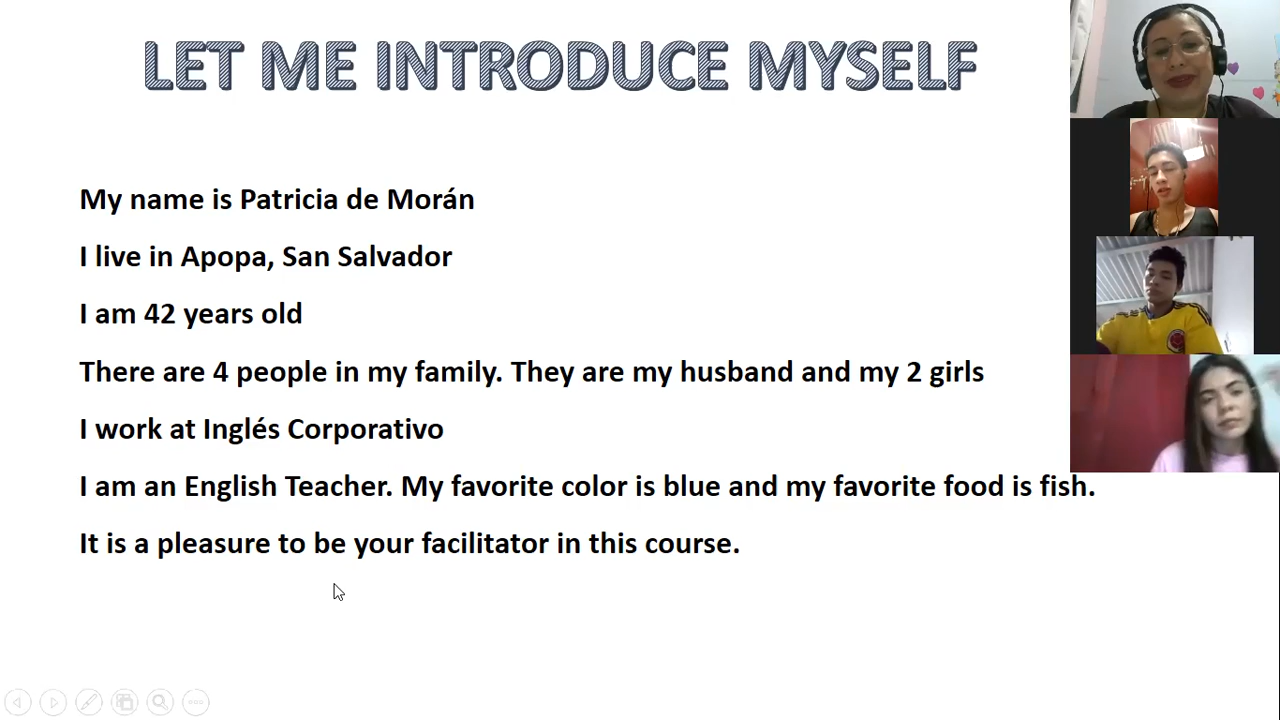 LET ME INTRODUCE MYSELF
My name is Patricia de Morán
I live in Apopa, San Salvador
I am 42 years old
There are 4 people in my family. They are my husband and my 2 girls
I work at Inglés Corporativo
I am an English Teacher. My favorite color is blue and my favorite food is fish.
It is a pleasure to be your facilitator in this course.